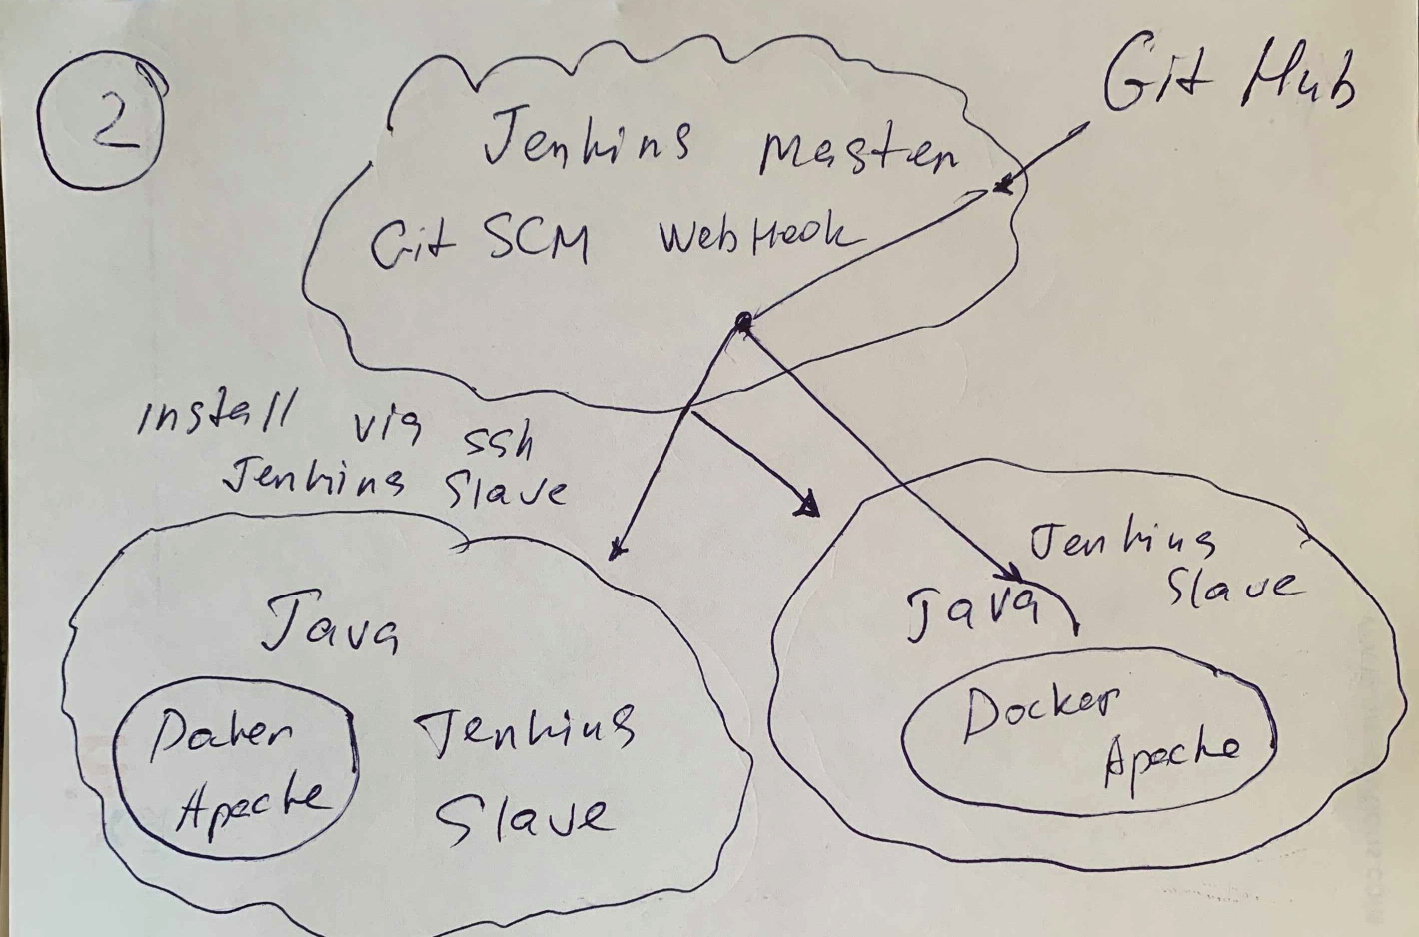 2
Git Hub
Jenkins master
Git SCM WebHook
install via ssh
Jenkins Slave
Java
Docker
Apache
Jenkins
Slave
Jenkins
Slave
Java
Docker
Apache